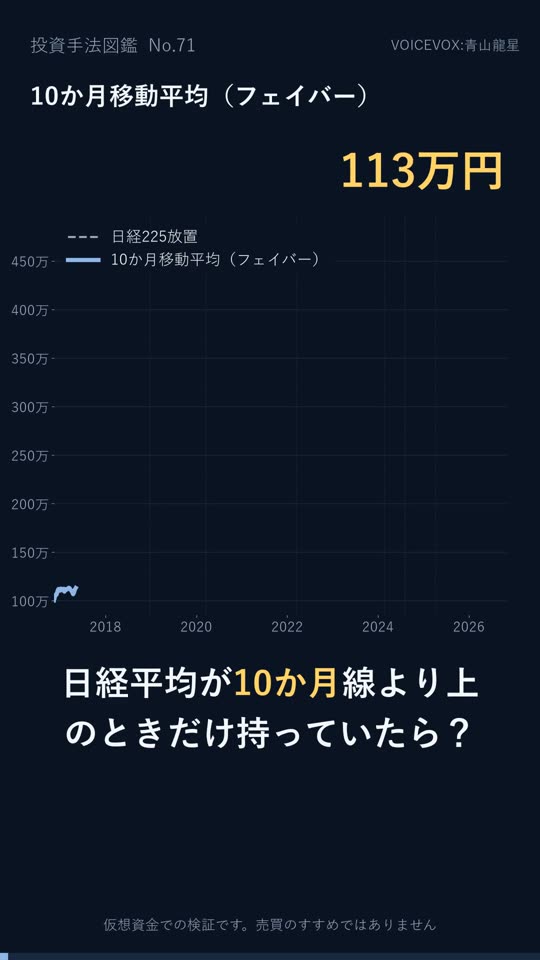 投資手法図鑑 No.71
VOICEVOX:青山龍星
10か月移動平均（フェイバー）
113万円
日経225放置
10か月移動平均（フェイバー）
450万
400万
350万
300万
250万
200万
150万
100万
2018 2020 2022 2024 2026
日経平均が10か月線より上
のときだけ持っていたら？
仮想資金での検証です。売買のすすめではありません